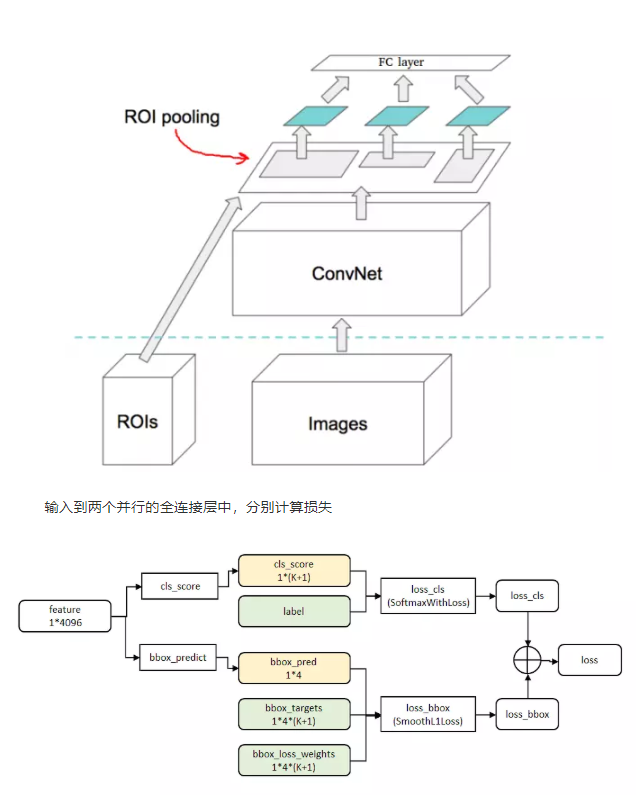 FC layer
ROI pooling
ConvNet
ROIs
Images
输入到两个并行的全连接层中，分别计算损失
feature
1*4096
cls_score
cls_score
1*(K+1)
label
loss_cls
(SoftmaxWithLoss)
loss_cls
bbox_predict
bbox_pred
1*4
bbox_targets
1*4*(K+1)
bbox_loss_weights
1*4*(K+1)
loss_bbox
(SmoothL1Loss)
loss_bbox
loss